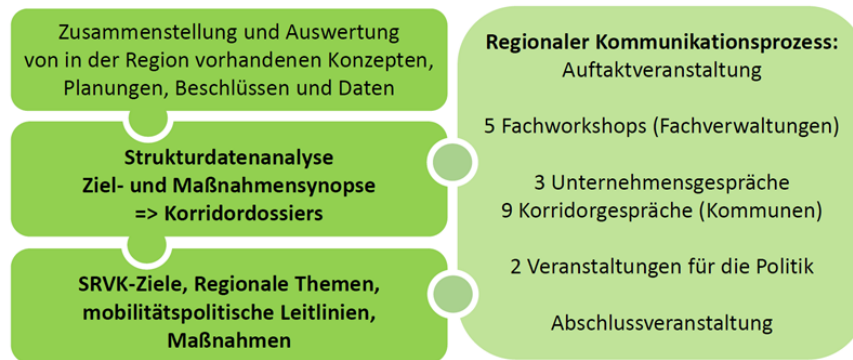 Zusammenstellung und Auswertung
von in der Region vorhandenen Konzepten,
Planungen, Beschlüssen und Daten
Strukturdatenanalyse
Ziel- und Maßnahmensynopse
=> Korridordossiers
SRVK-Ziele, Regionale Themen,
mobilitätspolitische Leitlinien,
Maßnahmen
Regionaler Kommunikationsprozess:
Auftaktveranstaltung
5 Fachworkshops (Fachverwaltungen)
3 Unternehmensgespräche
9 Korridorgespräche (Kommunen)
2 Veranstaltungen für die Politik
Abschlussveranstaltung